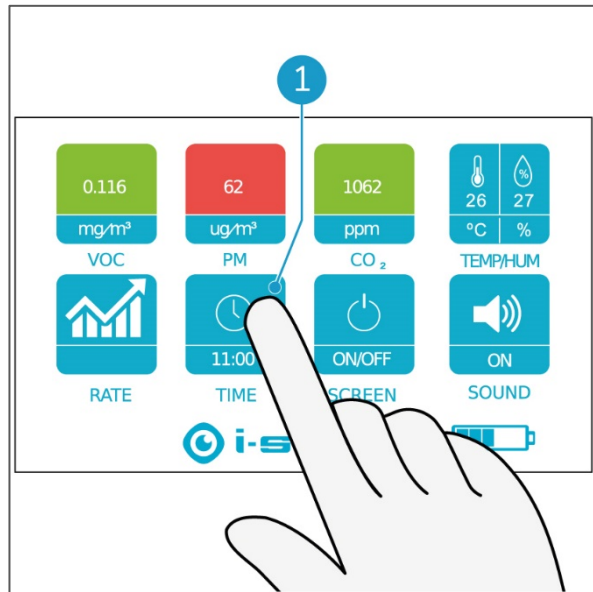 1
0.116
62
1062
%
26
27
mg/m³
ug/m³
ppm
°C
%
VOC
PM
CO₂
TEMP/HUM
11:00
ON/OFF
ON
RATE
TIME
SCREEN
SOUND
i-s